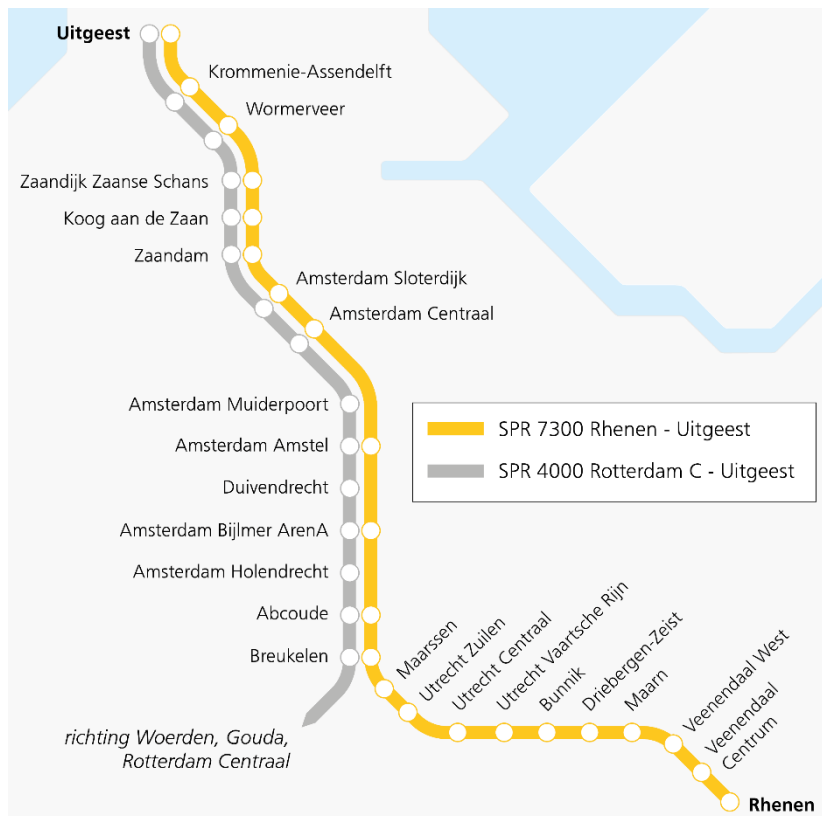 Uitgeest
Krommenie-Assendelft
Wormerveer
Zaandijk Zaanse Schans
Koog aan de Zaan
Zaandam
Amsterdam Sloterdijk
Amsterdam Centraal
Amsterdam Muiderpoort
Amsterdam Amstel
Duivendrecht
Amsterdam Bijlmer ArenA
Amsterdam Holendrecht
Abcoude
Breukelen
SPR 7300 Rhenen - Uitgeest
SPR 4000 Rotterdam C - Uitgeest
Maarssen
Utrecht Zuilen
Utrecht Centraal
Utrecht Vaartsche Rijn
Bunnik
Driebergen-Zeist
Maarn
Veenendaal West
Veenendaal
Centrum
Rhenen
richting Woerden, Gouda,
Rotterdam Centraal